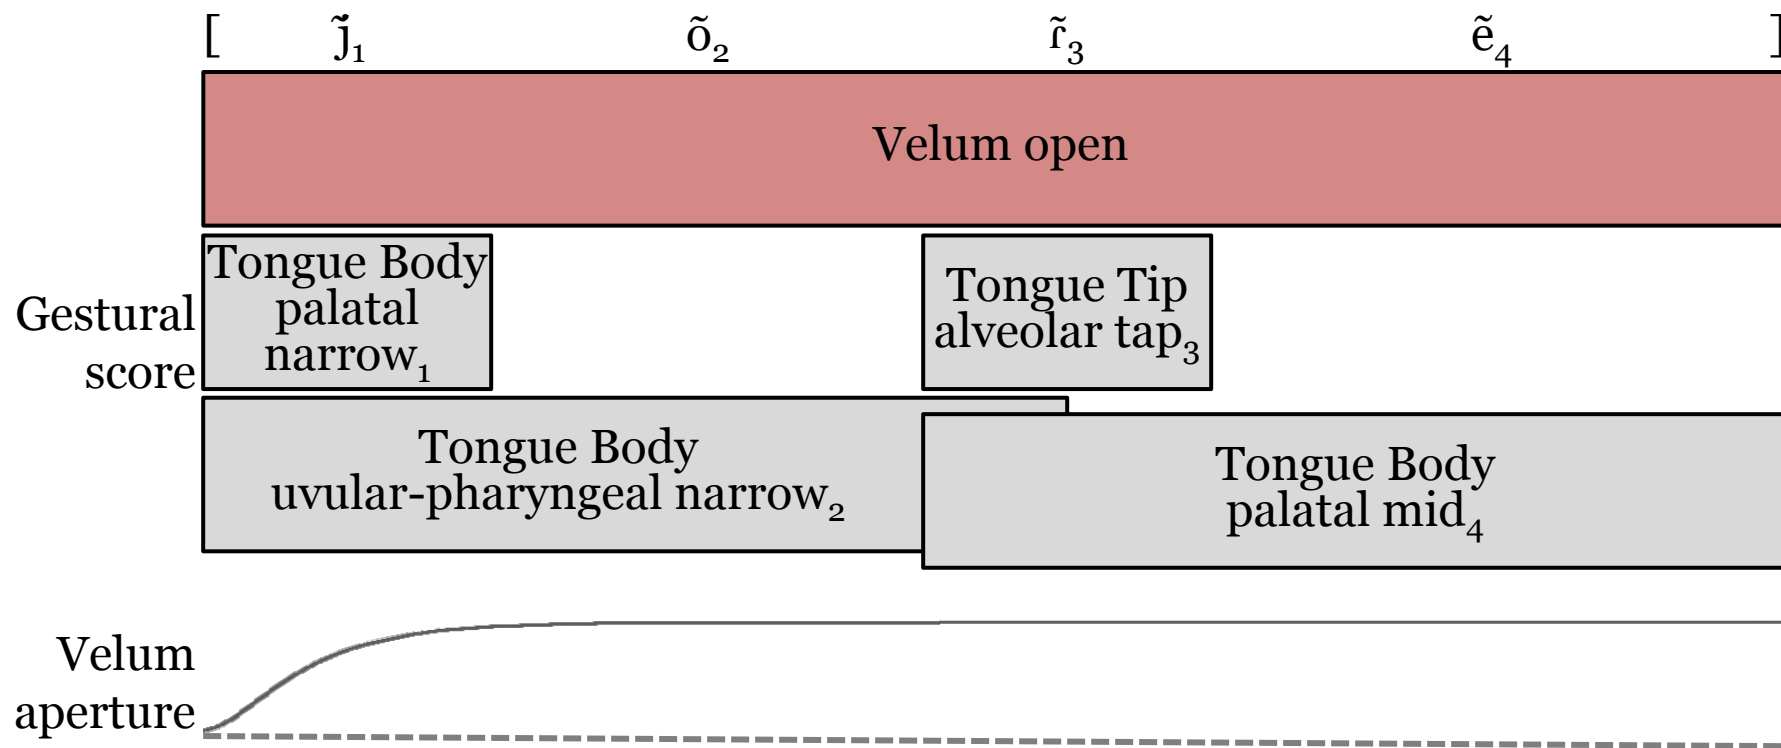 [ j̃₁ õ₂ ɾ̃₃ ẽ₄ ]
Velum open
Gestural
score
Tongue Body
palatal
narrow₁
Tongue Tip
alveolar tap₃
Tongue Body
uvular-pharyngeal narrow₂
Tongue Body
palatal mid₄
Velum
aperture